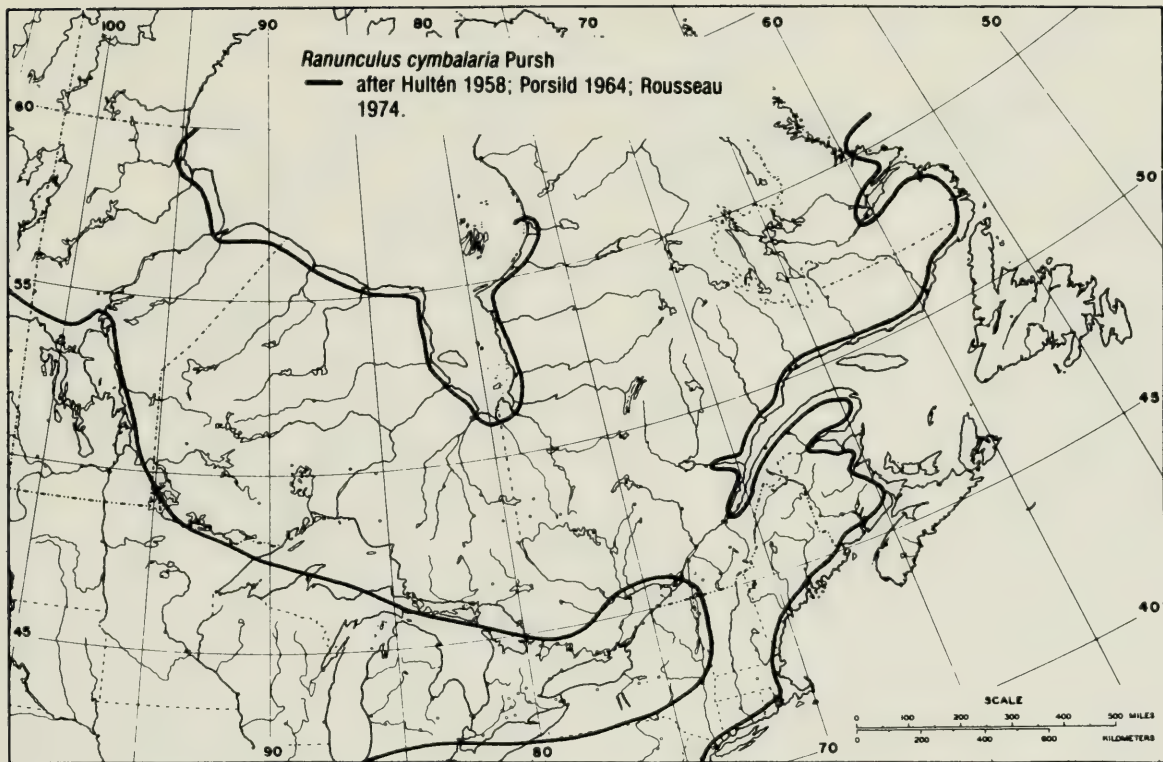 100 90 80 70 60 50
Ranunculus cymbalaria Pursh
after Hultén 1958; Porsild 1964; Rousseau
1974.
60
50
55
45
45
40
SCALE
0 100 200 300 400 500 MILES
0 200 400 600 KILOMETERS
90 80 70